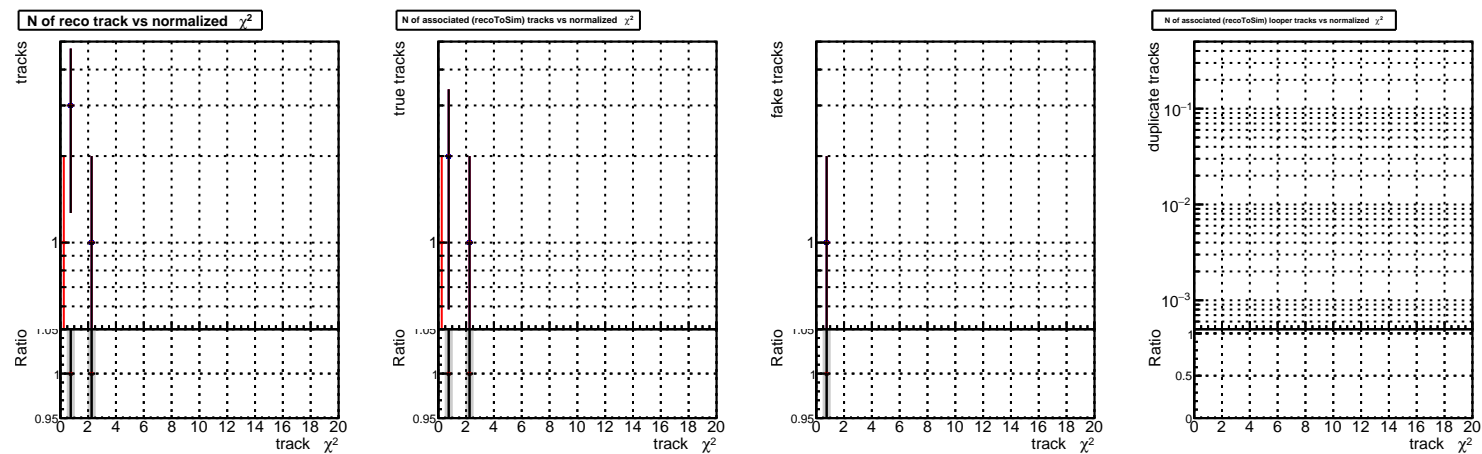 N of reco track vs normalized χ²
tracks
1
Ratio
1.05
1
0.95
0 2 4 6 8 10 12 14 16 18 20
track χ²
N of associated (recoToSim) tracks vs normalized χ²
true tracks
1
Ratio
1.05
1
0.95
0 2 4 6 8 10 12 14 16 18 20
track χ²
fake tracks
1
Ratio
1.05
1
0.95
0 2 4 6 8 10 12 14 16 18 20
track χ²
N of associated (recoToSim) looper tracks vs normalized χ²
duplicate tracks
10⁻¹
10⁻²
10⁻³
Ratio
1
0.5
0
0 2 4 6 8 10 12 14 16 18 20
track χ²